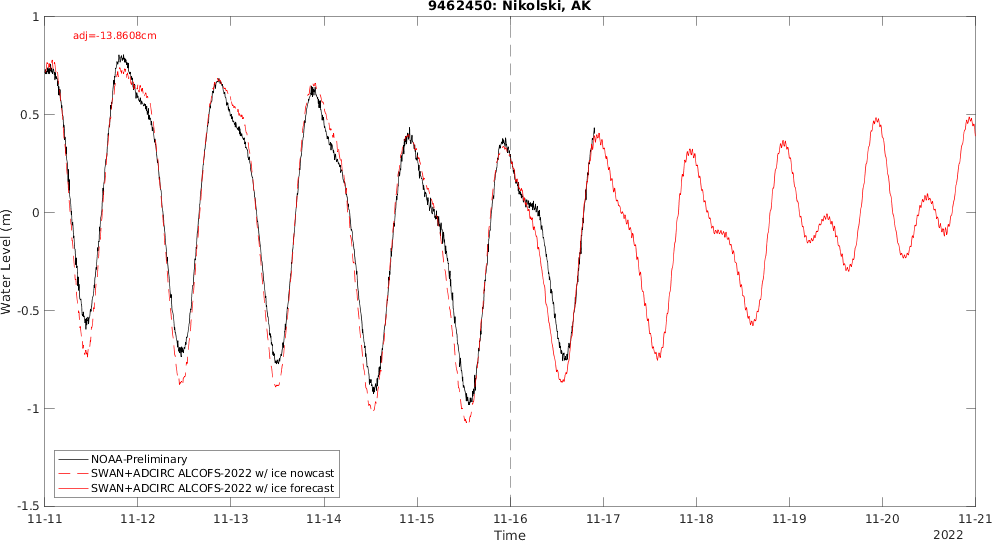 9462450: Nikolski, AK
adj=-13.8608cm
1
0.5
0
-0.5
-1
-1.5
Water Level (m)
NOAA-Preliminary
SWAN+ADCIRC ALCOFS-2022 w/ ice nowcast
SWAN+ADCIRC ALCOFS-2022 w/ ice forecast
11-11 11-12 11-13 11-14 11-15 11-16 11-17 11-18 11-19 11-20 11-21
Time
2022